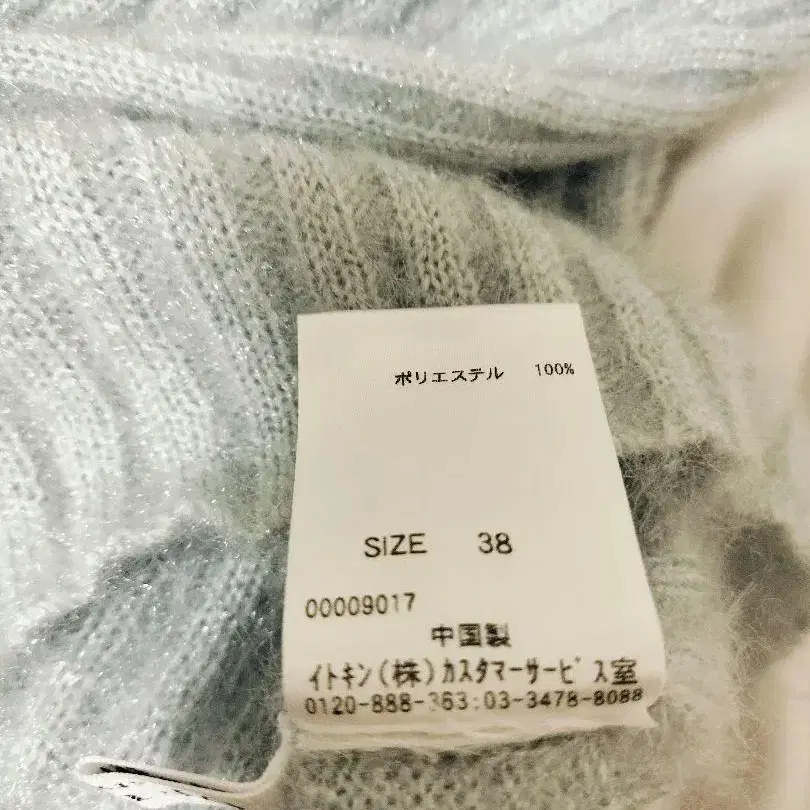 ポリエステル 100%
SIZE 38
00009017
中国製
イトキン(株)カスタマーサービス室
0120-888-363:03-3478-8088